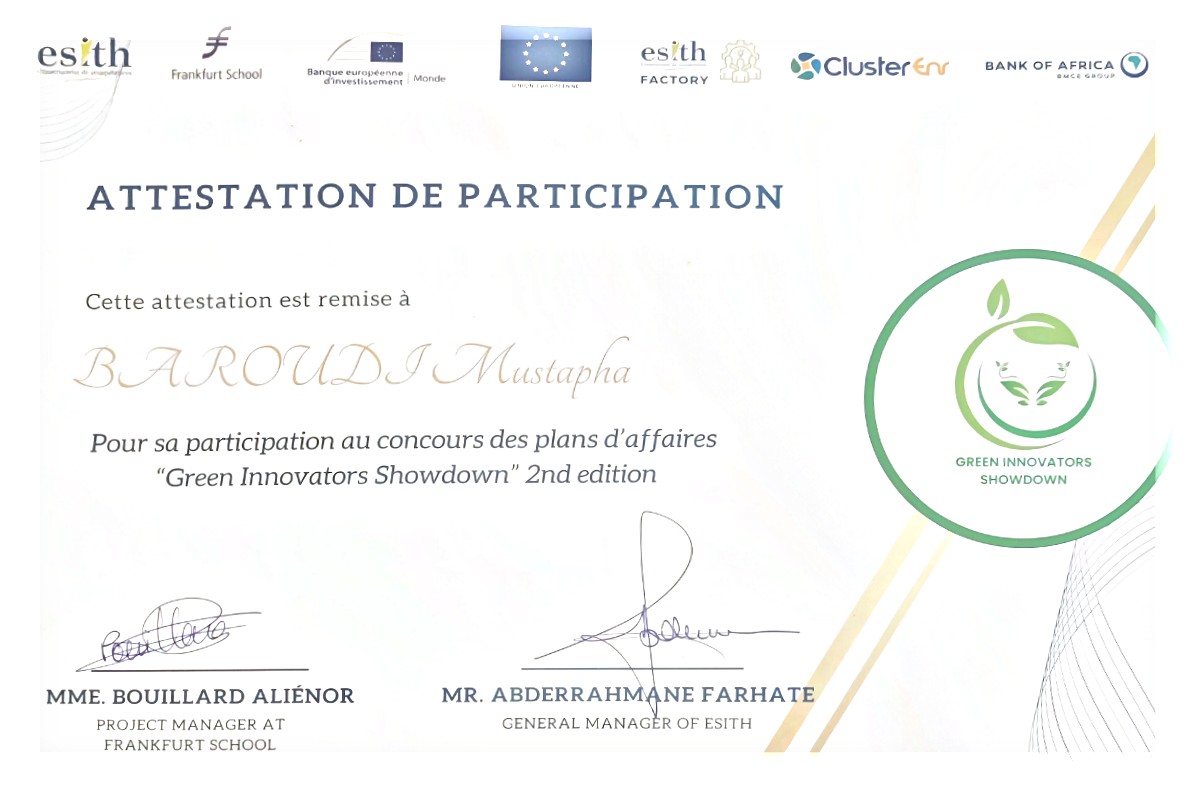 esith
Frankfurt School
Banque européenne
d'investissement
Monde
UNION EUROPÉENNE
esith
FACTORY
ClusterEnr
BANK OF AFRICA
BMCE GROUP
ATTESTATION DE PARTICIPATION
Cette attestation est remise à
BAROUDI Mustapha
Pour sa participation au concours des plans d'affaires
“Green Innovators Showdown” 2nd edition
GREEN INNOVATORS
SHOWDOWN
MME. BOUILLARD ALIÉNOR
PROJECT MANAGER AT
FRANKFURT SCHOOL
MR. ABDERRAHMANE FARHATE
GENERAL MANAGER OF ESITH